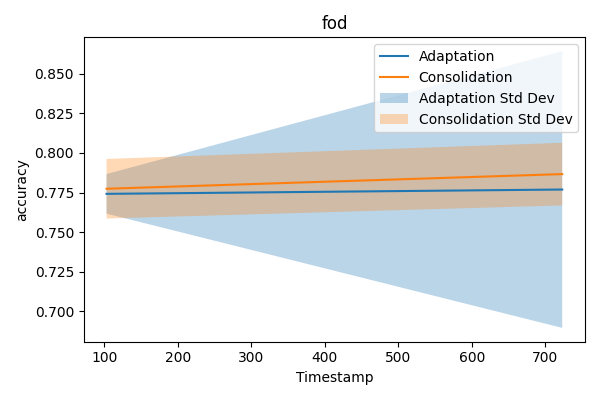 fod
Adaptation
Consolidation
Adaptation Std Dev
Consolidation Std Dev
accuracy
0.850
0.825
0.800
0.775
0.750
0.725
0.700
100 200 300 400 500 600 700
Timestamp